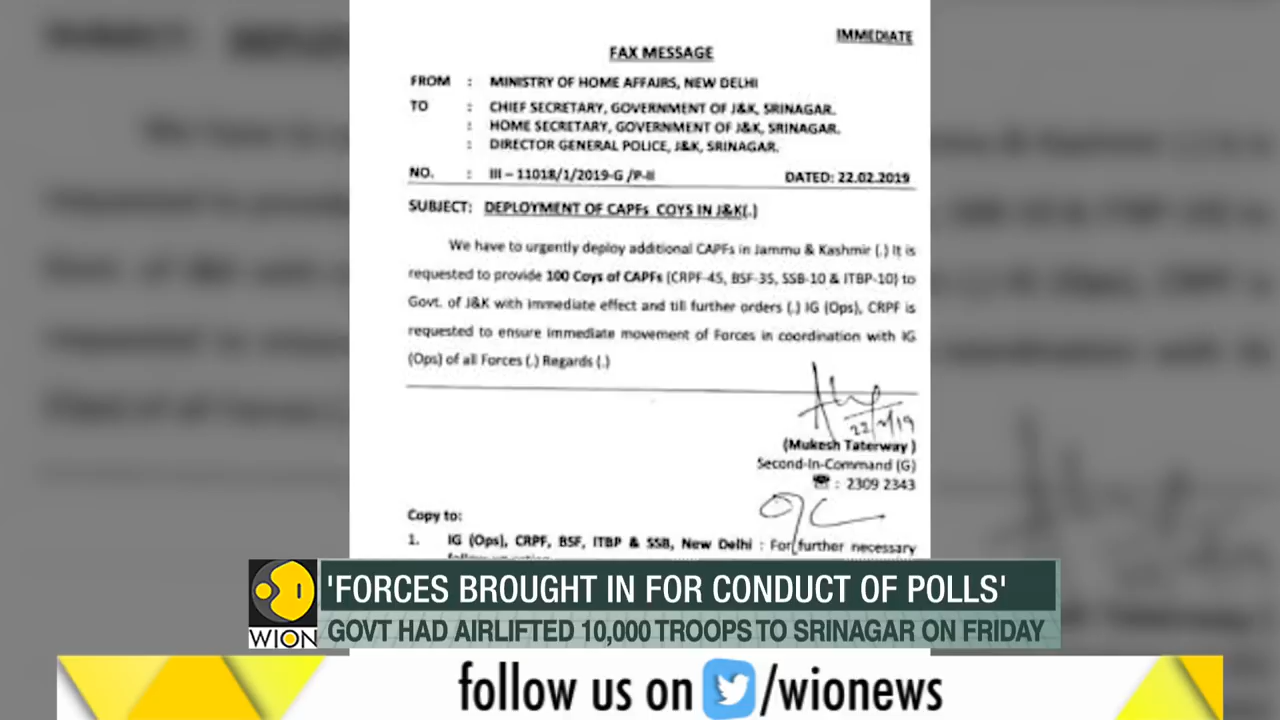 IMMEDIATE
FAX MESSAGE
FROM : MINISTRY OF HOME AFFAIRS, NEW DELHI
TO : CHIEF SECRETARY, GOVERNMENT OF J&K, SRINAGAR.
: HOME SECRETARY, GOVERNMENT OF J&K, SRINAGAR.
: DIRECTOR GENERAL POLICE, J&K, SRINAGAR.
NO. : III – 11018/1/2019-G /P-II DATED: 22.02.2019
SUBJECT: DEPLOYMENT OF CAPFs COYS IN J&K(.)
We have to urgently deploy additional CAPFs in Jammu & Kashmir (.) It is
requested to provide 100 Coys of CAPFs (CRPF-45, BSF-35, SSB-10 & ITBP-10) to
Govt. of J&K with immediate effect and till further orders (.) IG (Ops), CRPF is
requested to ensure immediate movement of Forces in coordination with IG
(Ops) of all Forces (.) Regards (.)
22/2/19
(Mukesh Taterway )
Second-In-Command (G)
☎ : 2309 2343
Copy to:
1. IG (Ops), CRPF, BSF, ITBP & SSB, New Delhi : For further necessary
'FORCES BROUGHT IN FOR CONDUCT OF POLLS'
WION GOVT HAD AIRLIFTED 10,000 TROOPS TO SRINAGAR ON FRIDAY
follow us on /wionews